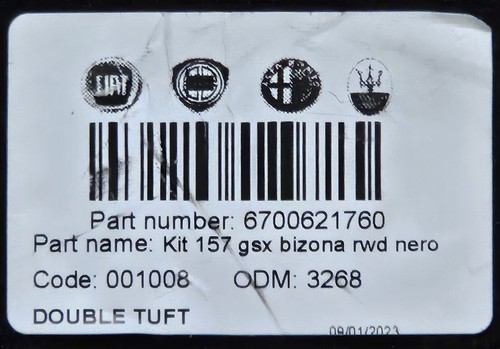 FIAT
Part number: 6700621760
Part name: Kit 157 gsx bizona rwd nero
Code: 001008 ODM: 3268
DOUBLE TUFT
08/01/2023